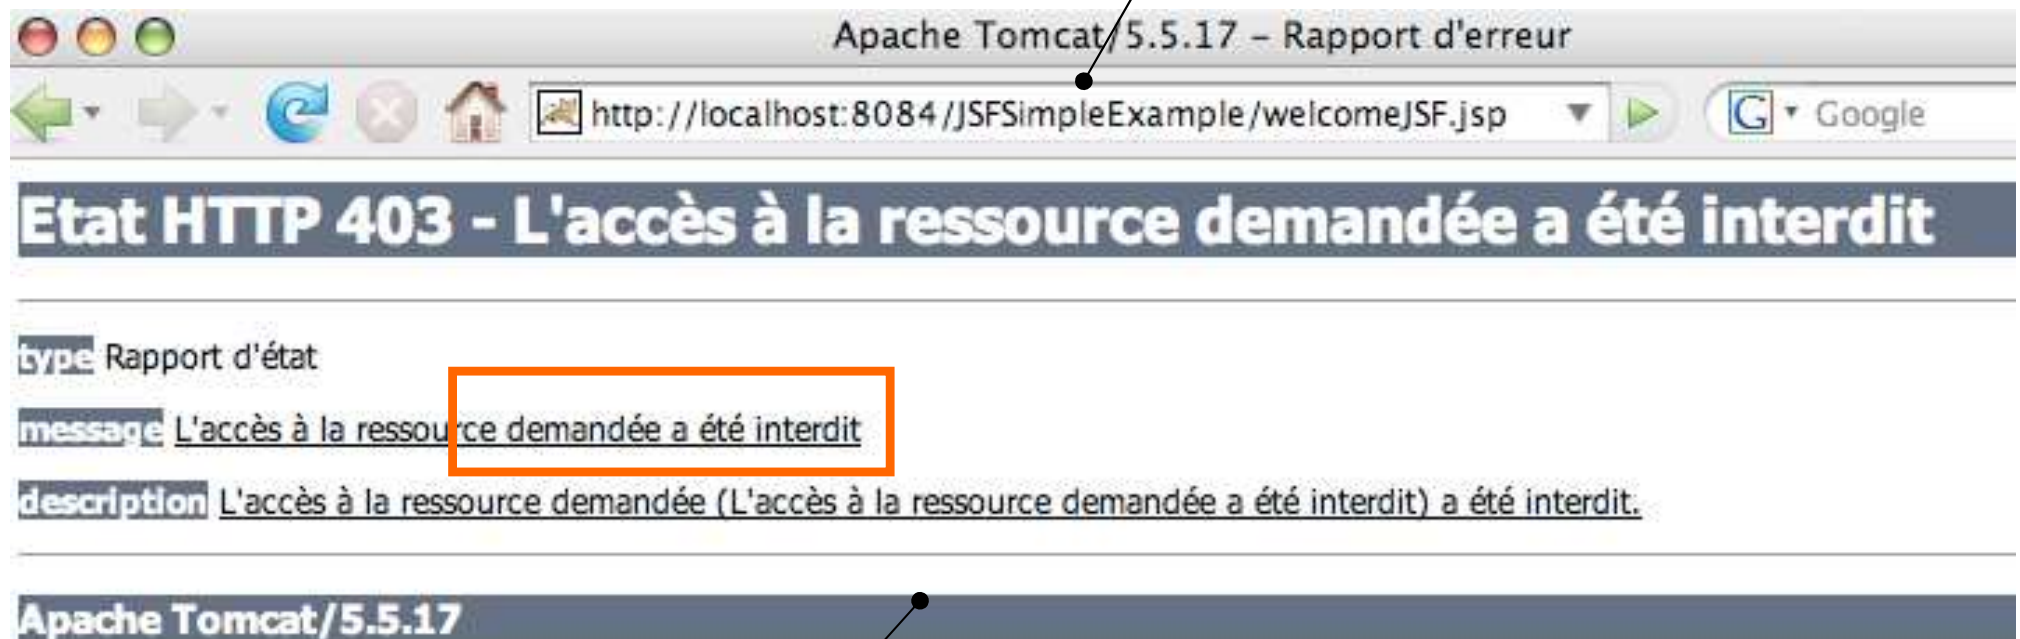 Apache Tomcat/5.5.17 – Rapport d'erreur
http://localhost:8084/JSFSimpleExample/welcomeJSF.jsp G Google
Etat HTTP 403 - L'accès à la ressource demandée a été interdit
type Rapport d'état
message L'accès à la ressource demandée a été interdit
description L'accès à la ressource demandée (L'accès à la ressource demandée a été interdit) a été interdit.
Apache Tomcat/5.5.17